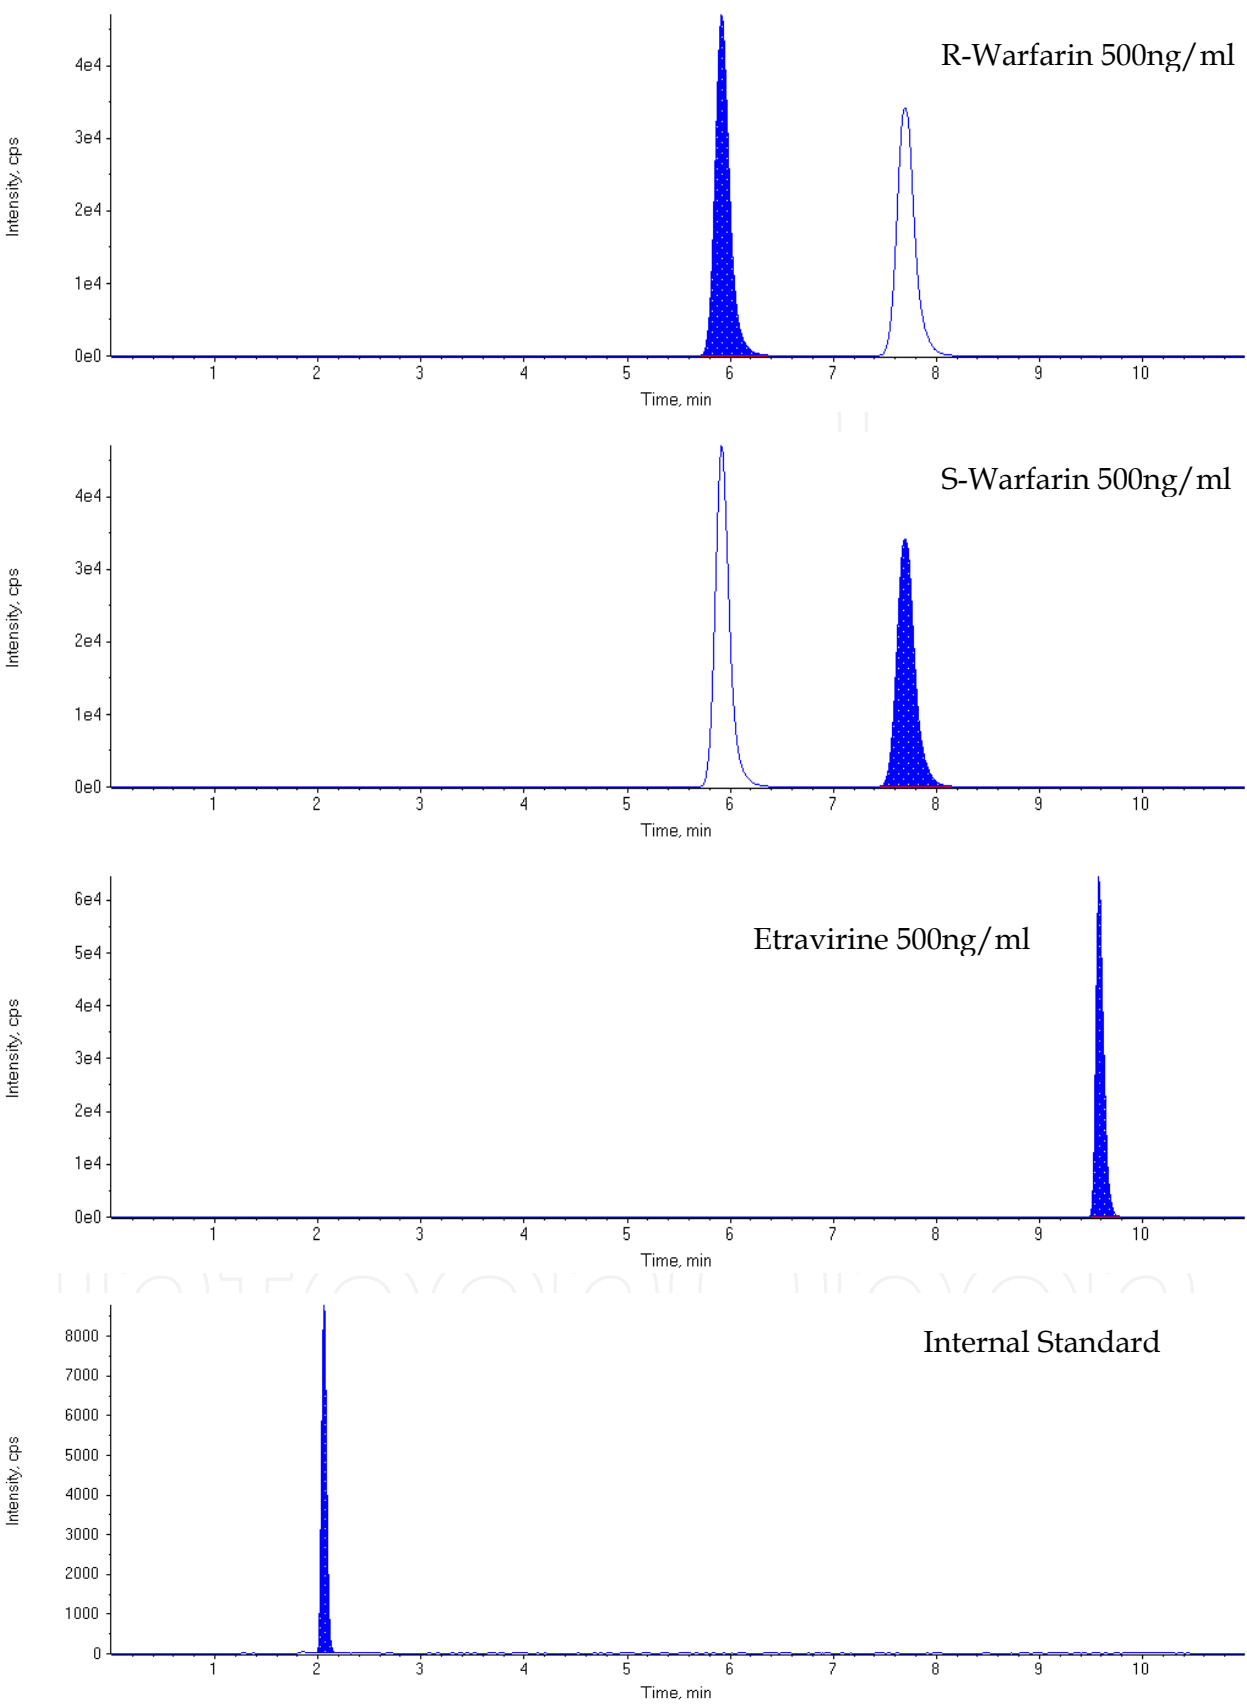 R-Warfarin 500ng/ml
Intensity, cps
4e4
3e4
2e4
1e4
0e0
1 2 3 4 5 6 7 8 9 10
Time, min
S-Warfarin 500ng/ml
Intensity, cps
4e4
3e4
2e4
1e4
0e0
1 2 3 4 5 6 7 8 9 10
Time, min
Etravirine 500ng/ml
Intensity, cps
6e4
5e4
4e4
3e4
2e4
1e4
0e0
1 2 3 4 5 6 7 8 9 10
Time, min
Internal Standard
Intensity, cps
8000
7000
6000
5000
4000
3000
2000
1000
0
1 2 3 4 5 6 7 8 9 10
Time, min